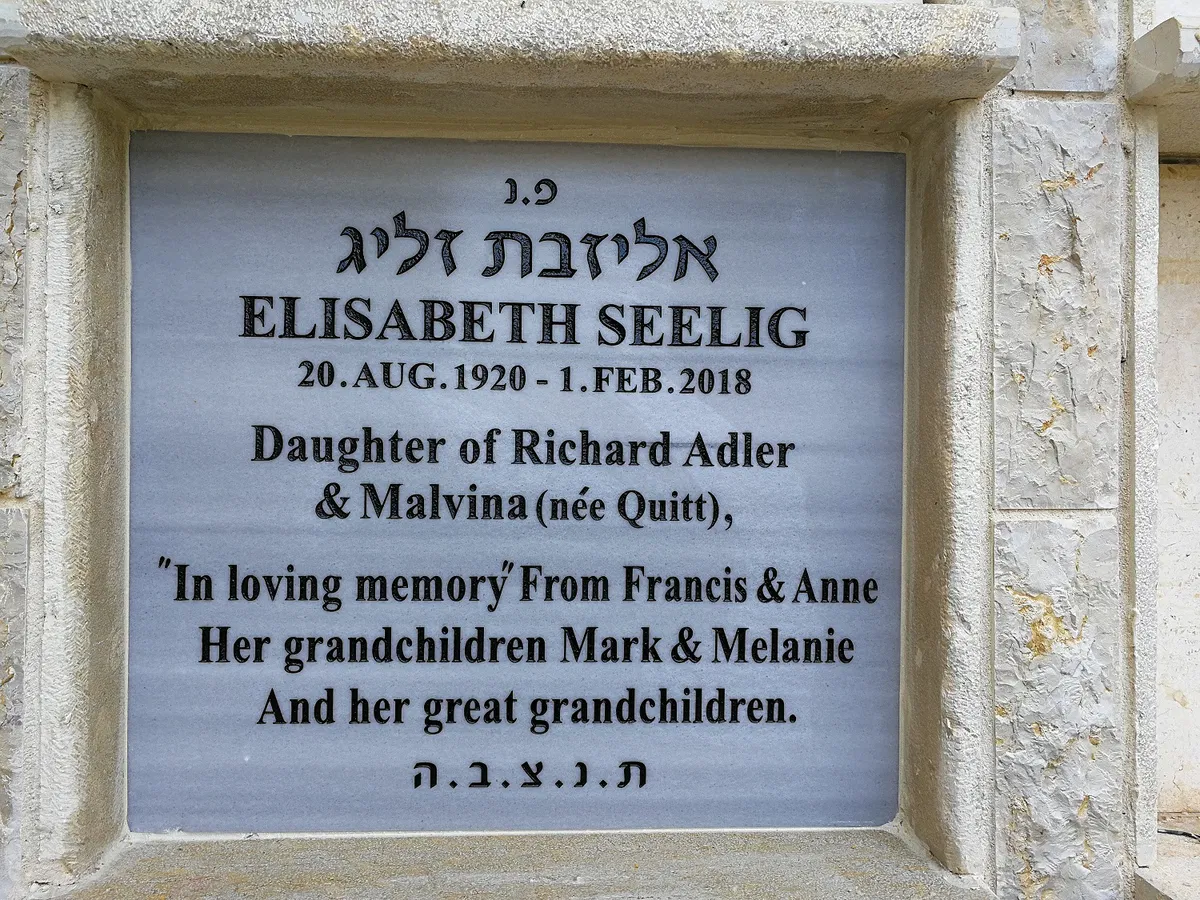 פ.נ
אליזבת זליג
ELISABETH SEELIG
20.AUG.1920 - 1.FEB.2018
Daughter of Richard Adler
& Malvina (née Quitt),
"In loving memory" From Francis & Anne
Her grandchildren Mark & Melanie
And her great grandchildren.
ת.נ.צ.ב.ה